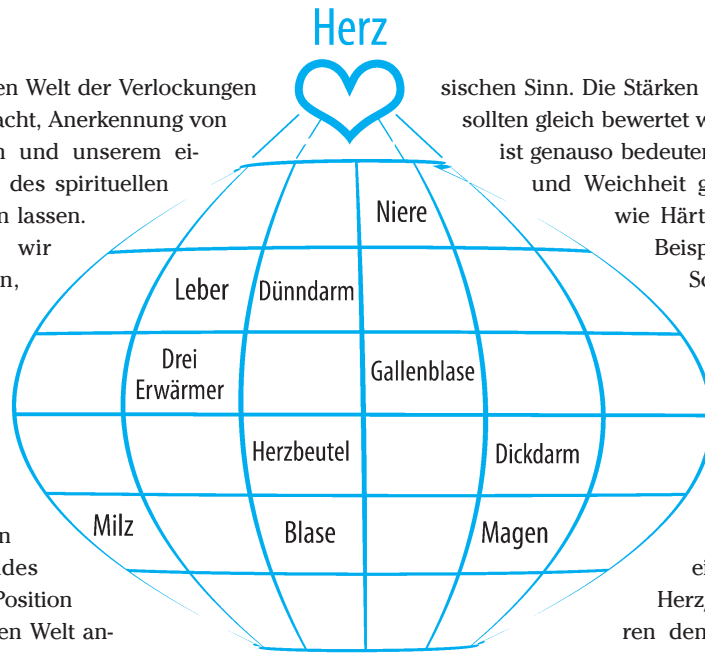 Herz
en Welt der Verlockungen
acht, Anerkennung von
n und unserem ei-
des spirituellen
n lassen.
wir
n,
sischen Sinn. Die Stärken
sollten gleich bewertet w
ist genauso bedeuten
und Weichheit g
wie Härt
Beisp
Sc
Niere
Leber
Dünndarm
Drei
Erwärmer
Gallenblase
Herzbeutel
Dickdarm
Milz
Blase
Magen
n
des
Position
en Welt an-
ei
Herz
ren den